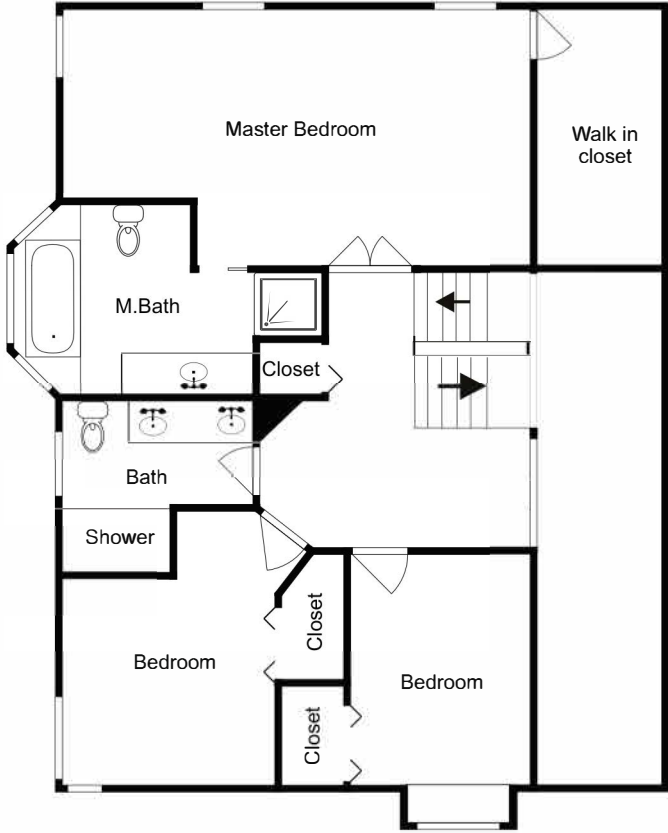 Master Bedroom
Walk in
closet
M.Bath
Closet
Bath
Shower
Bedroom
Closet
Bedroom
Closet